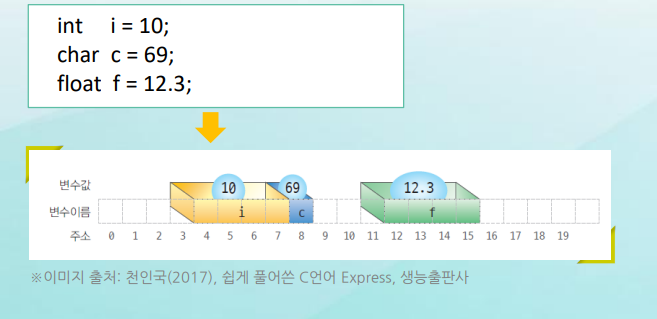 int i = 10;
char c = 69;
float f = 12.3;
변수값 10 69 12.3
변수이름 i c f
주소 0 1 2 3 4 5 6 7 8 9 10 11 12 13 14 15 16 17 18 19
※이미지 출처: 천인국(2017), 쉽게 풀어쓴 C언어 Express, 생능출판사